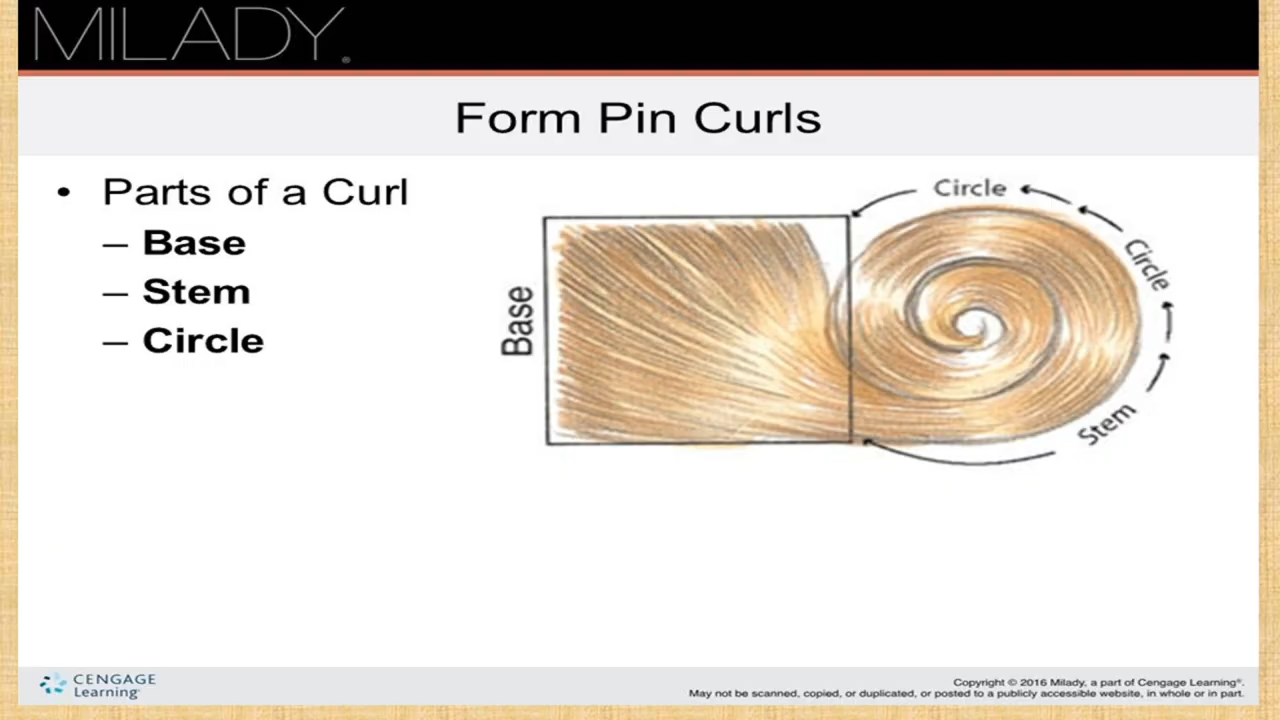 MILADY®
Form Pin Curls
• Parts of a Curl
– Base
– Stem
– Circle
Circle
Circle
Base
Stem
CENGAGE
Learning
Copyright © 2016 Milady, a part of Cengage Learning®.
May not be scanned, copied, or duplicated, or posted to a publicly accessible website, in whole or in part.